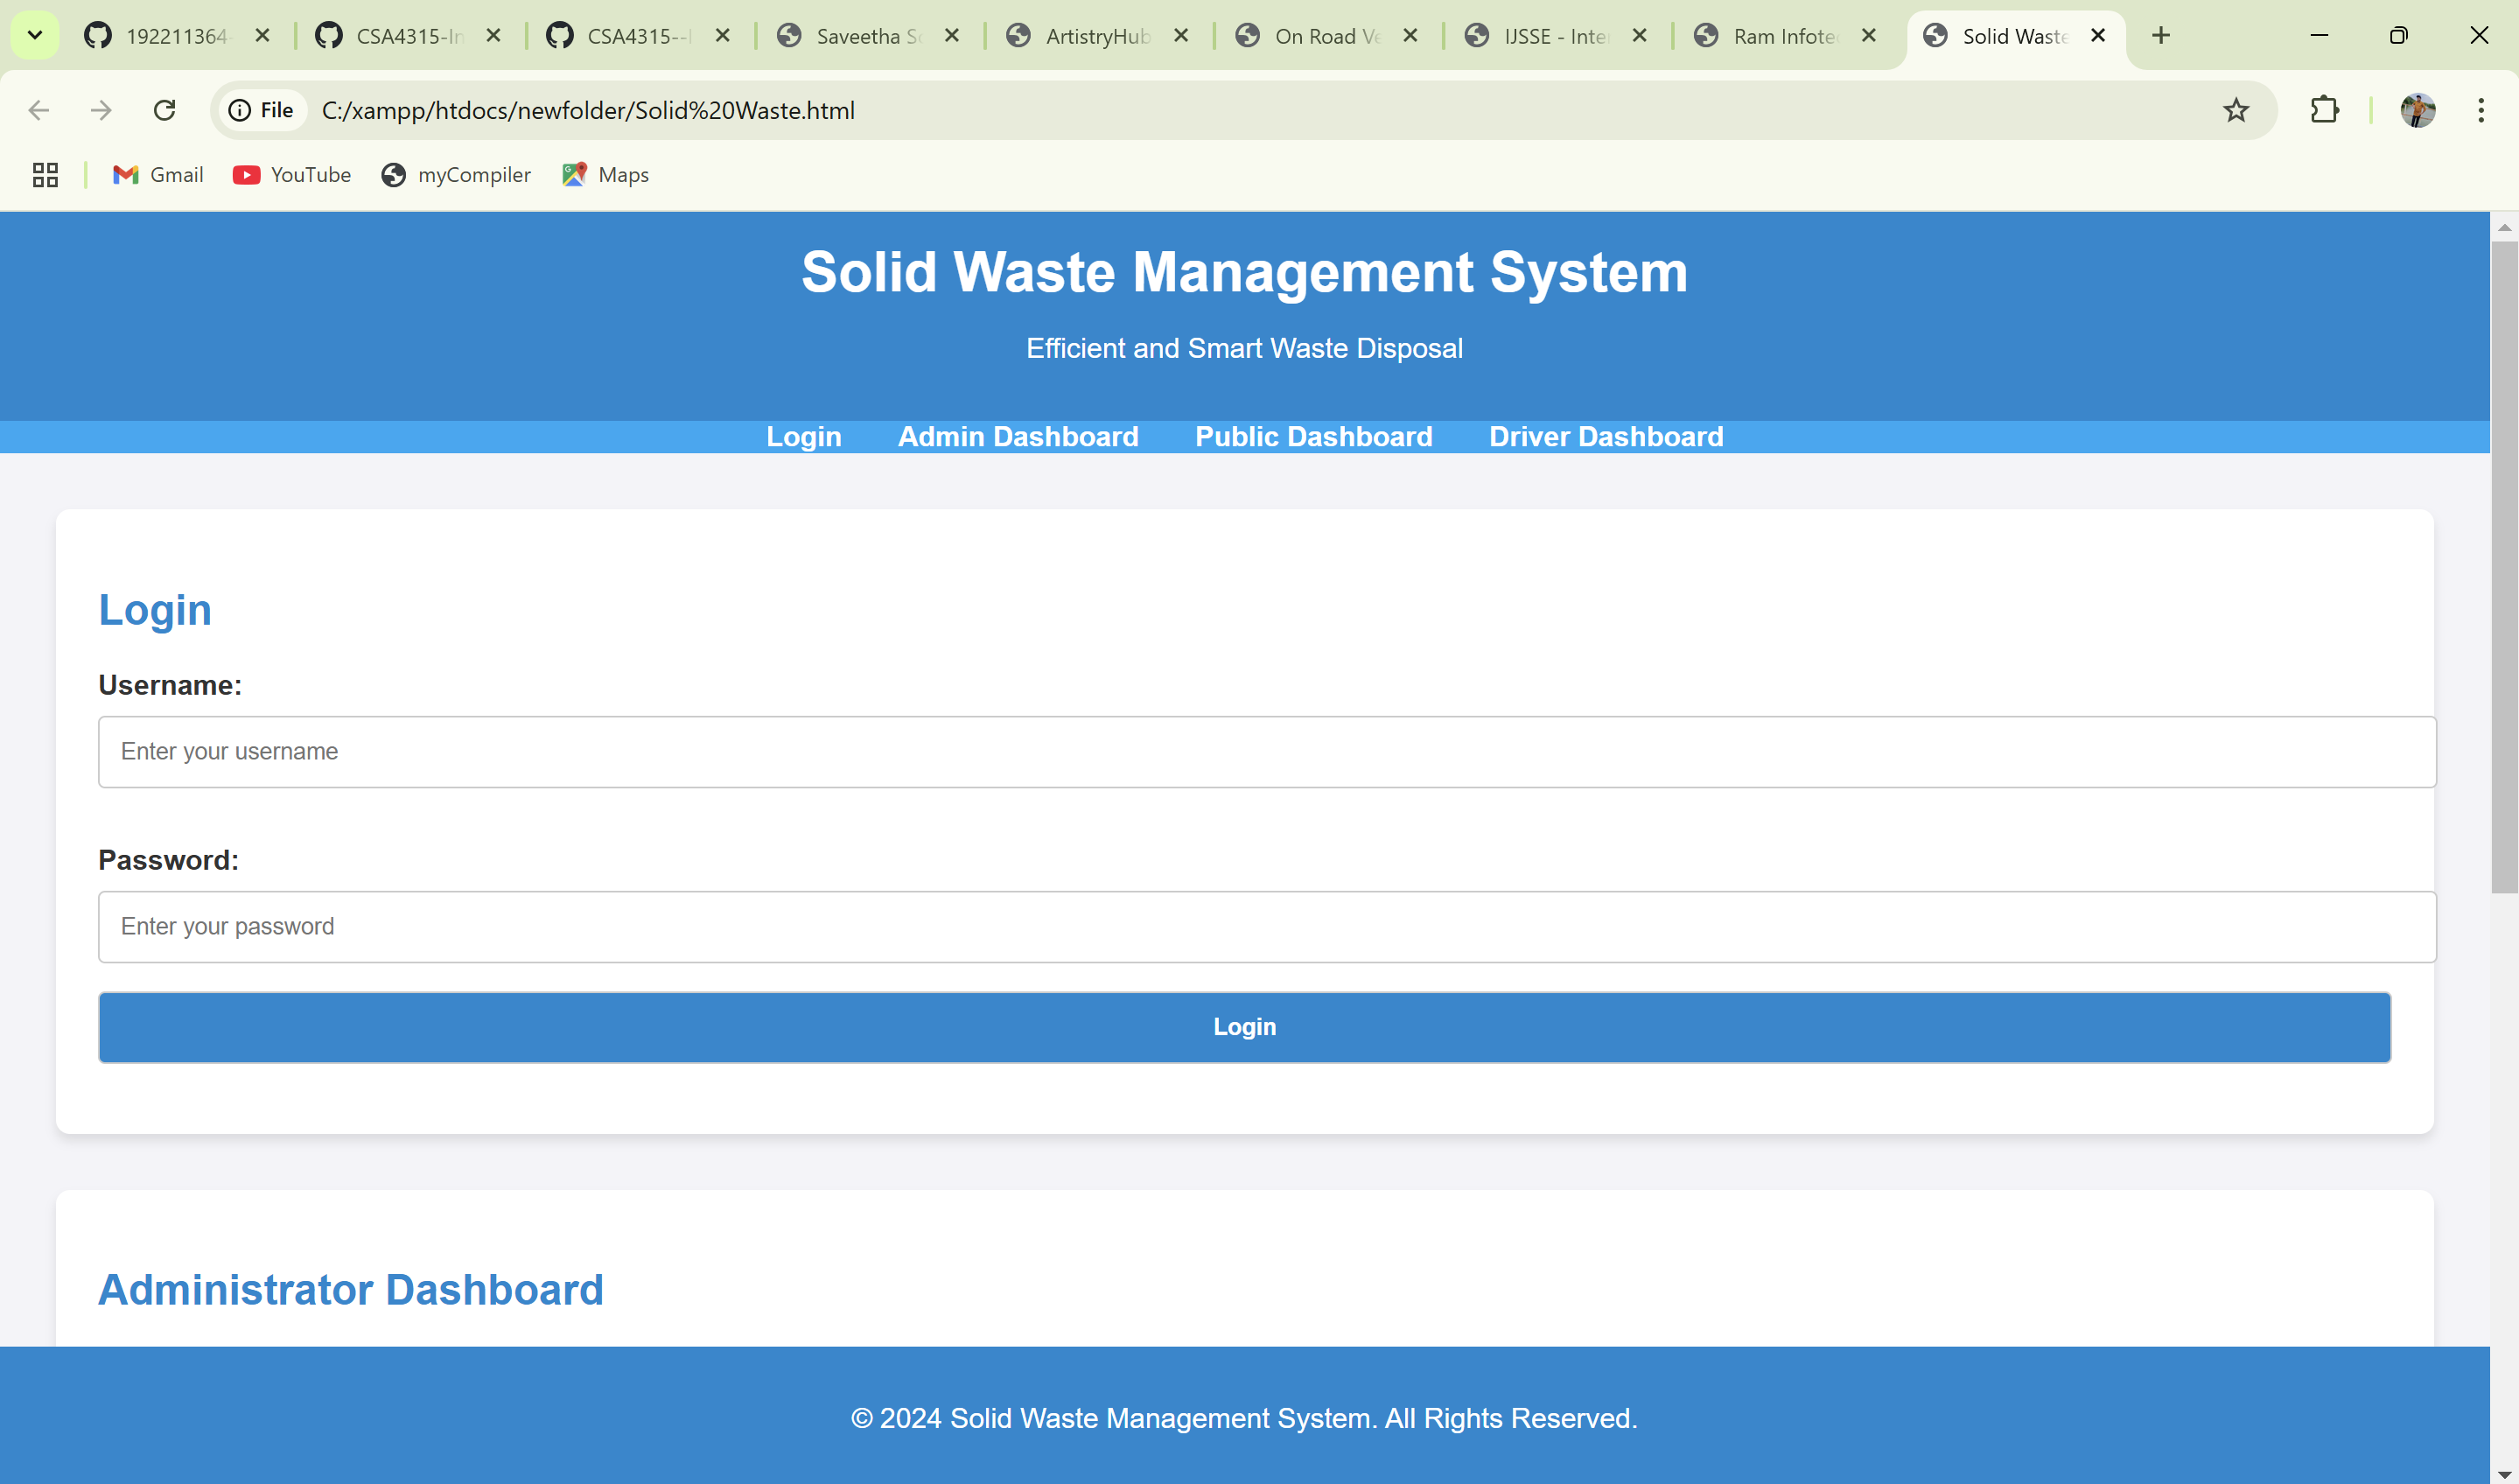 192211364-
CSA4315-In
CSA4315--I
Saveetha Sc
ArtistryHub
On Road Ve
IJSSE - Inter
Ram Infotec
Solid Waste
File
C:/xampp/htdocs/newfolder/Solid%20Waste.html
Gmail
YouTube
myCompiler
Maps
Solid Waste Management System
Efficient and Smart Waste Disposal
Login
Admin Dashboard
Public Dashboard
Driver Dashboard
Login
Username:
Enter your username
Password:
Enter your password
Login
Administrator Dashboard
© 2024 Solid Waste Management System. All Rights Reserved.